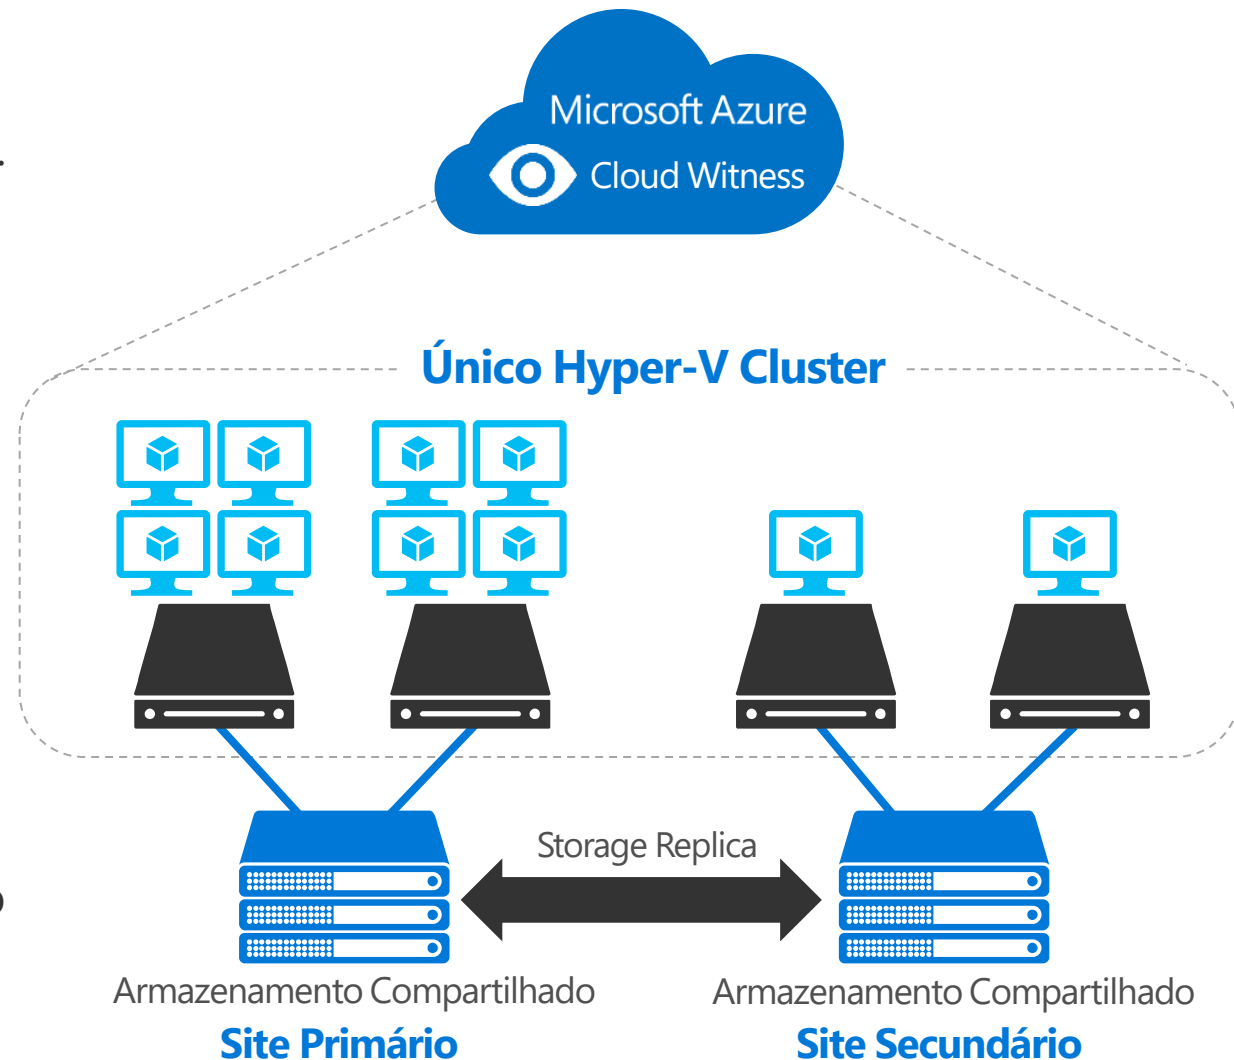 Microsoft Azure
Cloud Witness
Único Hyper-V Cluster
Storage Replica
Armazenamento Compartilhado
Armazenamento Compartilhado
Site Primário
Site Secundário